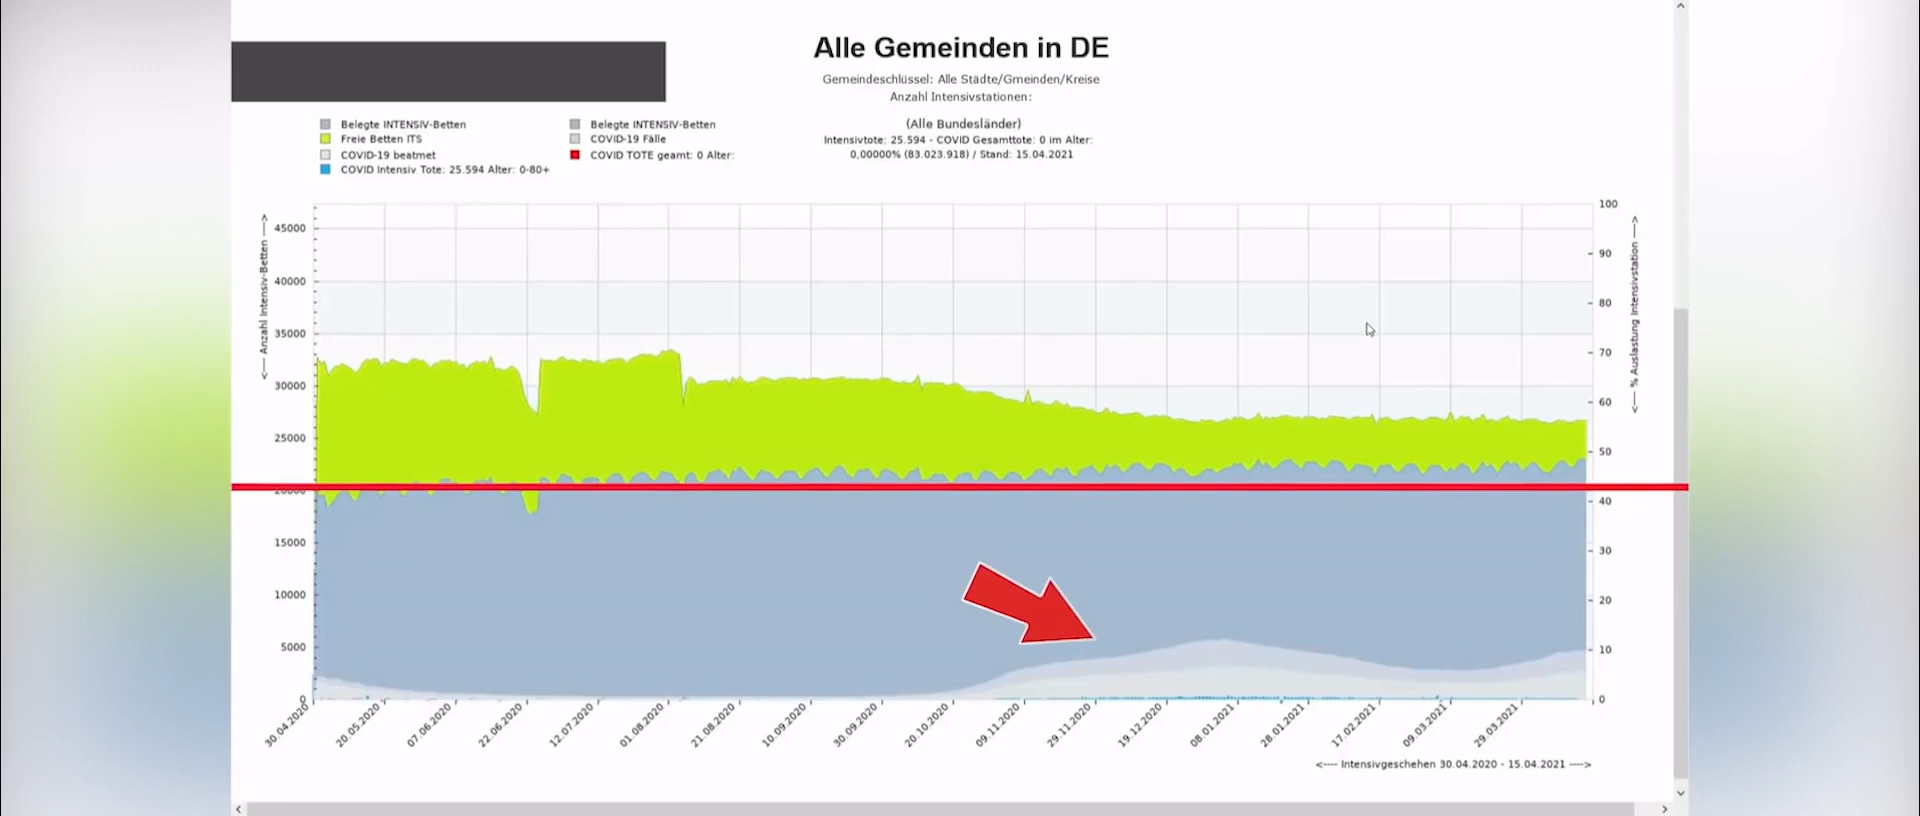 Alle Gemeinden in DE
Gemeindeschlüssel: Alle Städte/Gmeinden/Kreise
Anzahl Intensivstationen:
(Alle Bundesländer)
Intensivtote: 25.594 - COVID Gesamttote: 0 im Alter:
0,00000% (83.023.918) / Stand: 15.04.2021
Belegte INTENSIV-Betten
Freie Betten ITS
COVID-19 beatmet
COVID Intensiv Tote: 25.594 Alter: 0-80+
Belegte INTENSIV-Betten
COVID-19 Fälle
COVID TOTE geamt: 0 Alter:
<---- Anzahl Intensiv-Betten ---->
45000
40000
35000
30000
25000
20000
15000
10000
5000
0
100
90
80
70
60
50
40
30
20
10
0
<---- % Auslastung Intensivstation ---->
30.04.2020
20.05.2020
07.06.2020
22.06.2020
12.07.2020
01.08.2020
21.08.2020
10.09.2020
30.09.2020
20.10.2020
09.11.2020
29.11.2020
19.12.2020
08.01.2021
28.01.2021
17.02.2021
09.03.2021
29.03.2021
<---- Intensivgeschehen 30.04.2020 - 15.04.2021 ---->